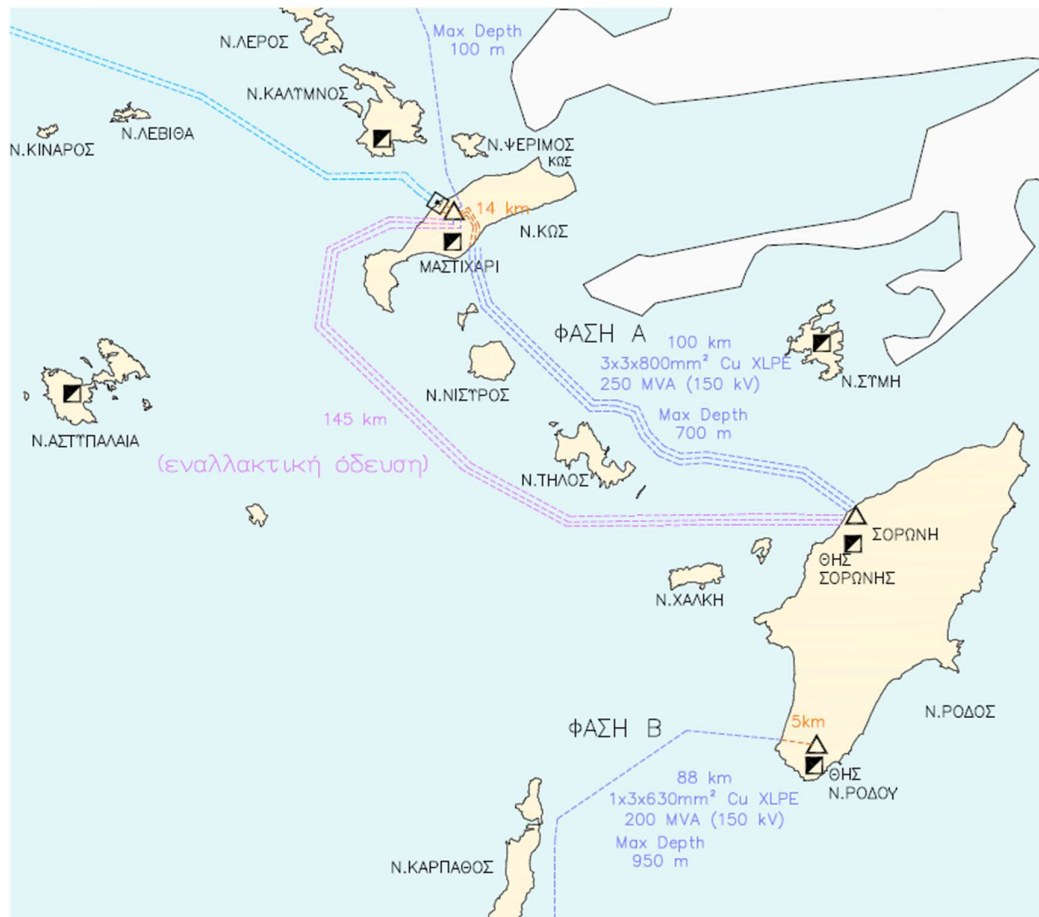 Ν.ΛΕΡΟΣ
Max Depth
100 m
Ν.ΚΑΛΥΜΝΟΣ
Ν.ΛΕΒΙΘΑ
Ν.ΚΙΝΑΡΟΣ
Ν.ΨΕΡΙΜΟΣ
ΚΩΣ
14 km
Ν.ΚΩΣ
ΜΑΣΤΙΧΑΡΙ
ΦΑΣΗ Α
100 km
3x3x800mm² Cu XLPE
250 MVA (150 kV)
Ν.ΣΥΜΗ
Ν.ΝΙΣΥΡΟΣ
Max Depth
700 m
145 km
Ν.ΑΣΤΥΠΑΛΑΙΑ
(εναλλακτική όδευση)
Ν.ΤΗΛΟΣ
ΣΟΡΩΝΗ
ΘΗΣ
ΣΟΡΩΝΗΣ
Ν.ΧΑΛΚΗ
Ν.ΡΟΔΟΣ
5km
ΦΑΣΗ Β
88 km
1x3x630mm² Cu XLPE
200 MVA (150 kV)
ΘΗΣ
Ν.ΡΟΔΟΥ
Max Depth
950 m
Ν.ΚΑΡΠΑΘΟΣ